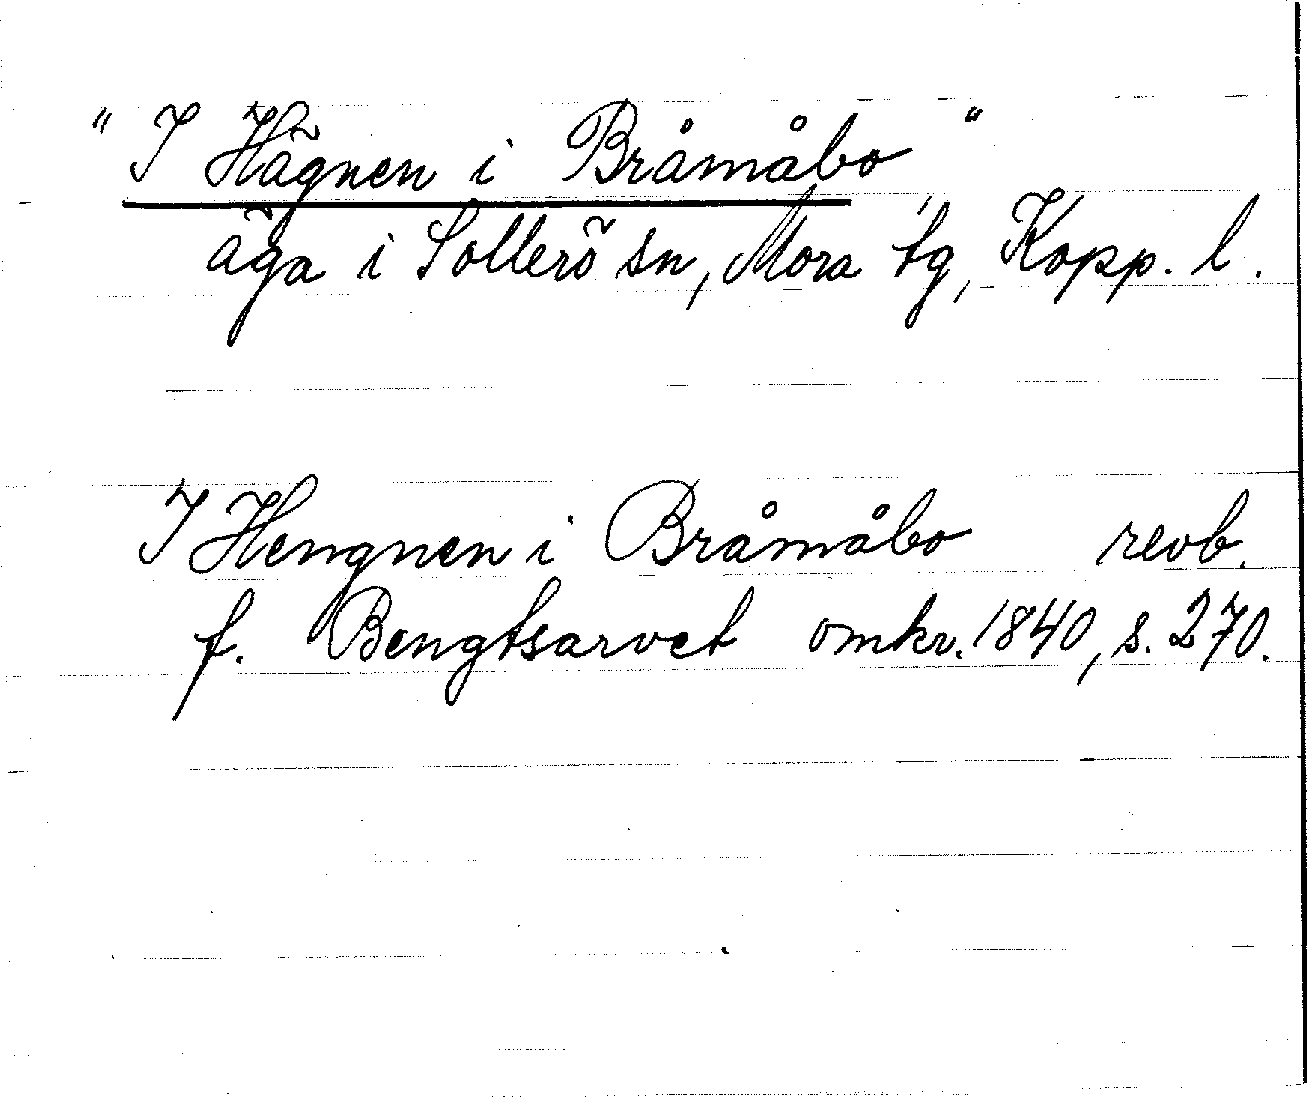 "I Hägnen i Bråmåbo"
äga i Sollerö sn, Mora tg, Kopp. l.
I Hengnen i Bråmåbo revb.
f. Bengtsarvet omkr. 1840, s. 270.